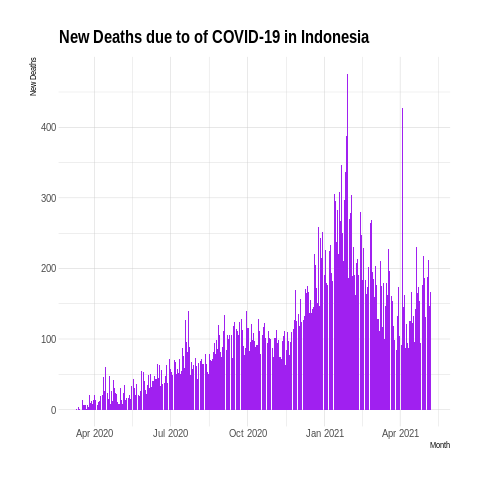 New Deaths due to of COVID-19 in Indonesia
New Deaths
400
300
200
100
0
Apr 2020 Jul 2020 Oct 2020 Jan 2021 Apr 2021
Month